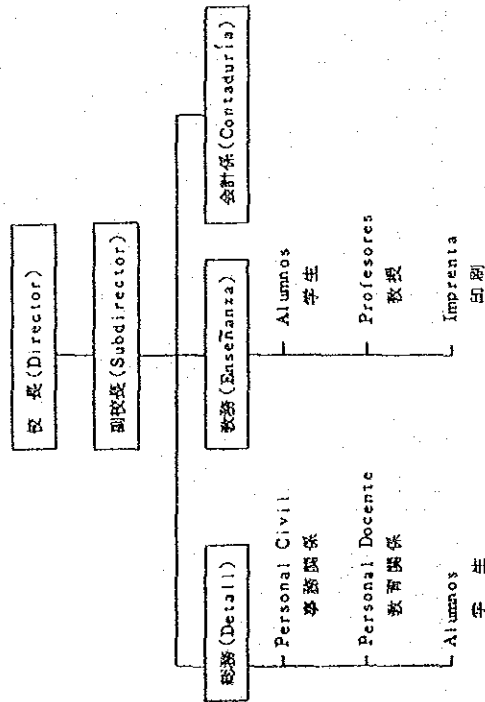 校 長 (Director)
副校長 (Subdirector)
総務 (Detall)
教務 (Enseñanza)
会計係 (Contaduría)
Personal Civil
事務関係
Personal Docente
教育関係
Alumnos
学 生
Alumnos
学生
Profesores
教授
Imprenta
印刷